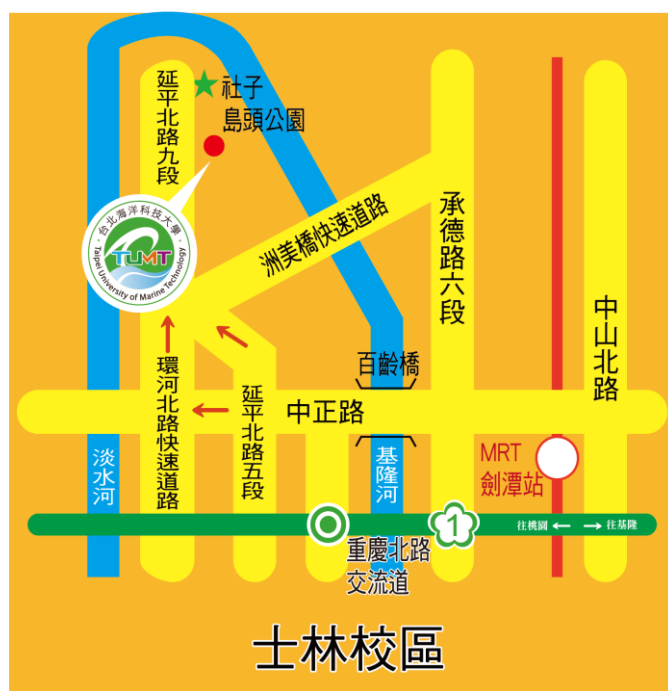 延平北路九段
社子
島頭公園
台北海洋科技大學
TUMT
Taipei University of Marine Technology
洲美橋快速道路
承德路六段
中山北路
百齡橋
環河北路快速道路
延平北路五段
中正路
淡水河
基隆河
MRT
劍潭站
1
往桃園
往基隆
重慶北路
交流道
士林校區